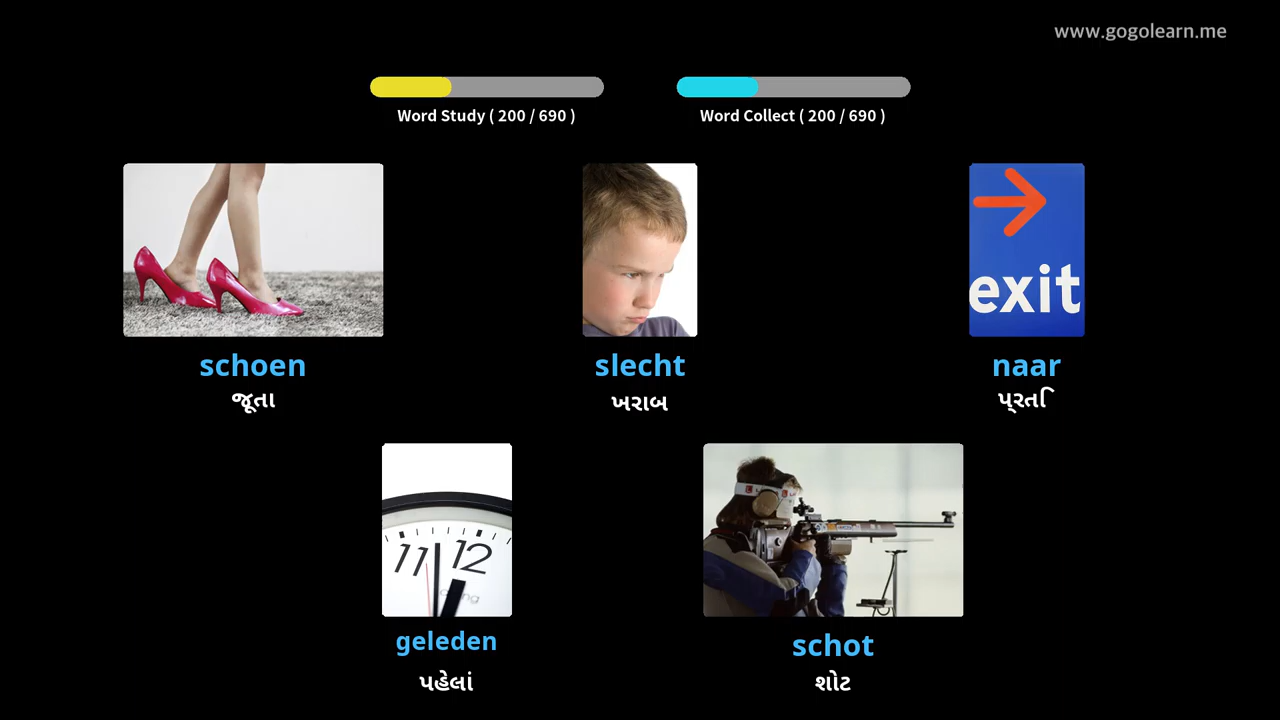 www.gogolearn.me
Word Study ( 200 / 690 )
Word Collect ( 200 / 690 )
exit
schoen
જૂતા
slecht
ખરાબ
naar
પ્રતિ
11 12
geleden
પહેલાં
schot
શોટ